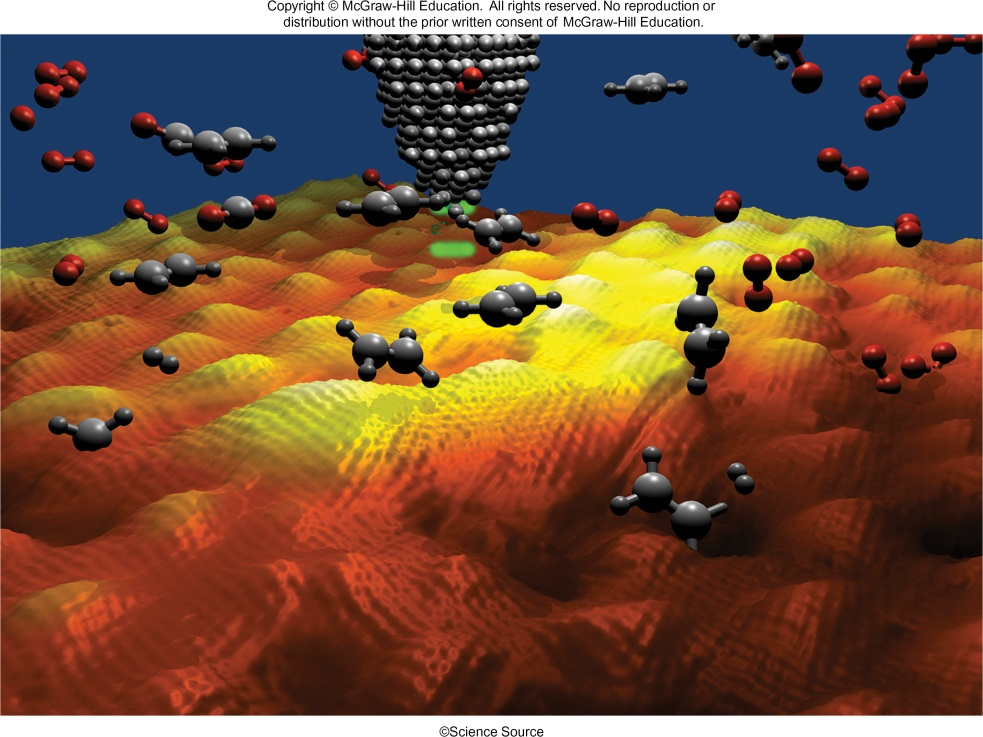 Copyright © McGraw-Hill Education.  All rights reserved. No reproduction or
distribution without the prior written consent of McGraw-Hill Education.
©Science Source